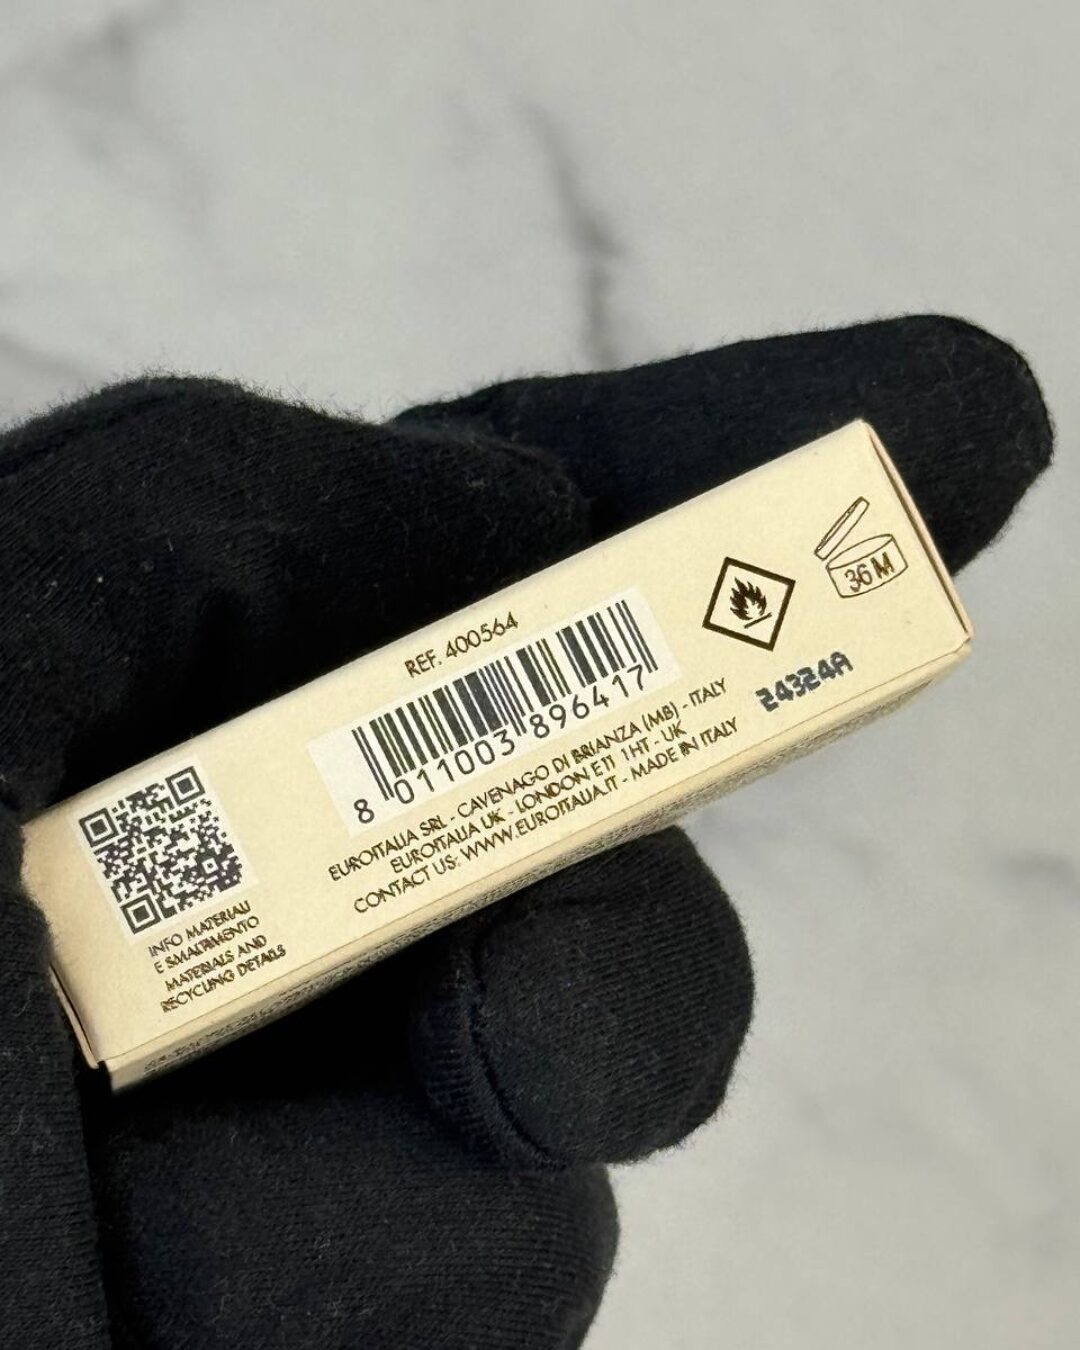 REF. 400564
8 011003 896417
EUROITALIA SRL - CAVENAGO DI BRIANZA (MB) - ITALY
EUROITALIA UK - LONDON E11 1HT - UK
CONTACT US: WWW.EUROITALIA.IT - MADE IN ITALY
36 M
24324A
INFO MATERIALI
E SMALTIMENTO
MATERIALS AND
RECYCLING DETAILS